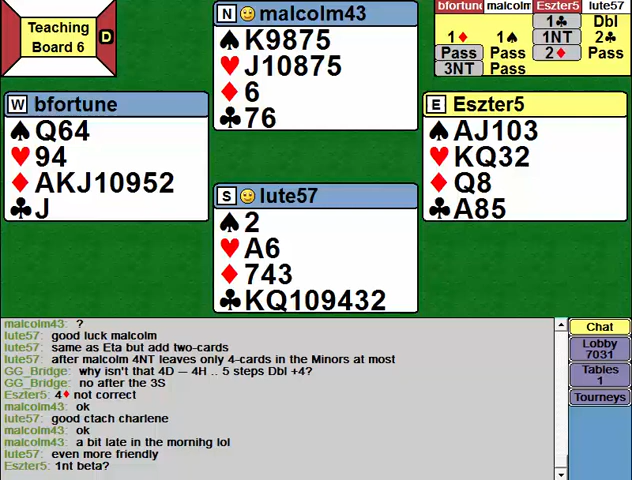 Teaching
Board 6
D
N malcolm43
♠K9875
♥J10875
♦6
♣76
bfortune malcolm Eszter5 lute57
1♣ Dbl
1♦ 1♠ 1NT 2♣
Pass Pass 2♦ Pass
3NT Pass
W bfortune
♠Q64
♥94
♦AKJ10952
♣J
E Eszter5
♠AJ103
♥KQ32
♦Q8
♣A85
S lute57
♠2
♥A6
♦743
♣KQ109432
malcolm43: ?
lute57: good luck malcolm
lute57: same as Eta but add two-cards
lute57: after malcolm 4NT leaves only 4-cards in the Minors at most
GG_Bridge: why isn't that 4D — 4H .. 5 steps Dbl +4?
GG_Bridge: no after the 3S
Eszter5: 4♦ not correct
malcolm43: ok
lute57: good ctach charlene
malcolm43: ok
malcolm43: a bit late in the mornihg lol
lute57: even more friendly
Eszter5: 1nt beta?
Chat
Lobby
7031
Tables
1
Tourneys